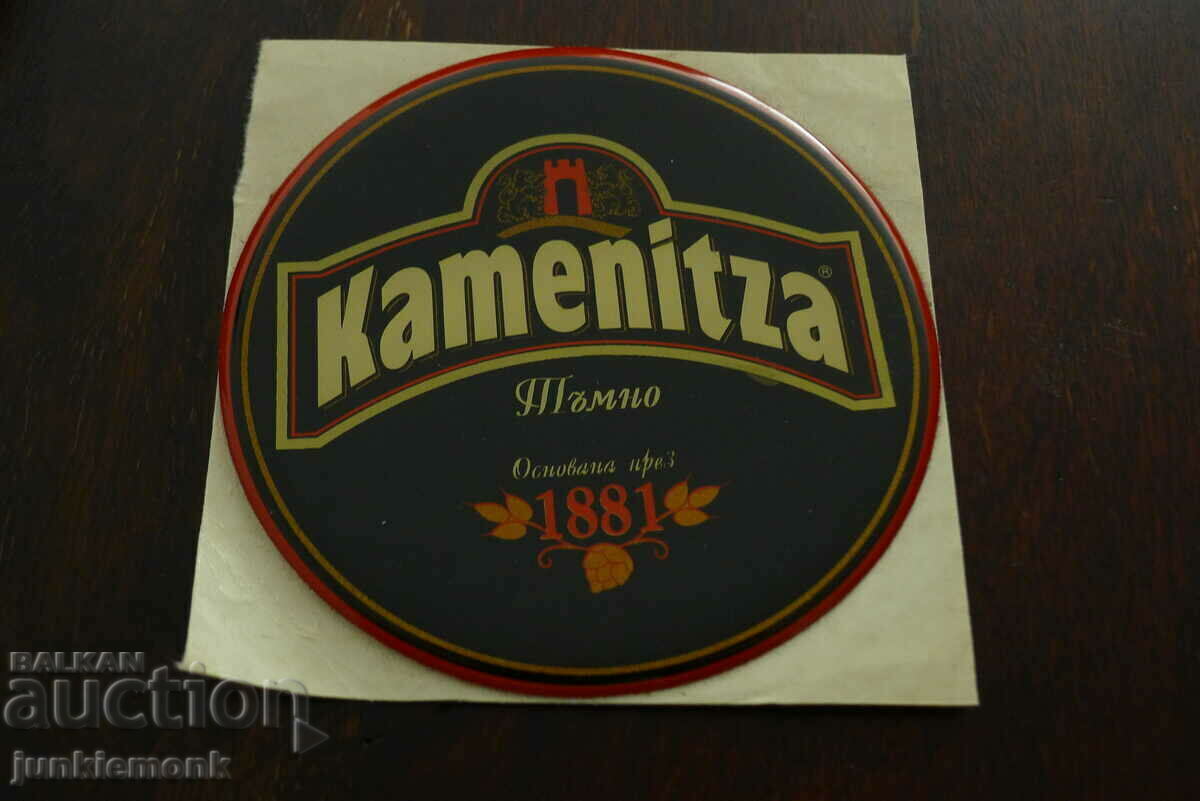 Kamenitza®
Тъмно
Основана през
1881
BALKAN
auction
junkiemonk